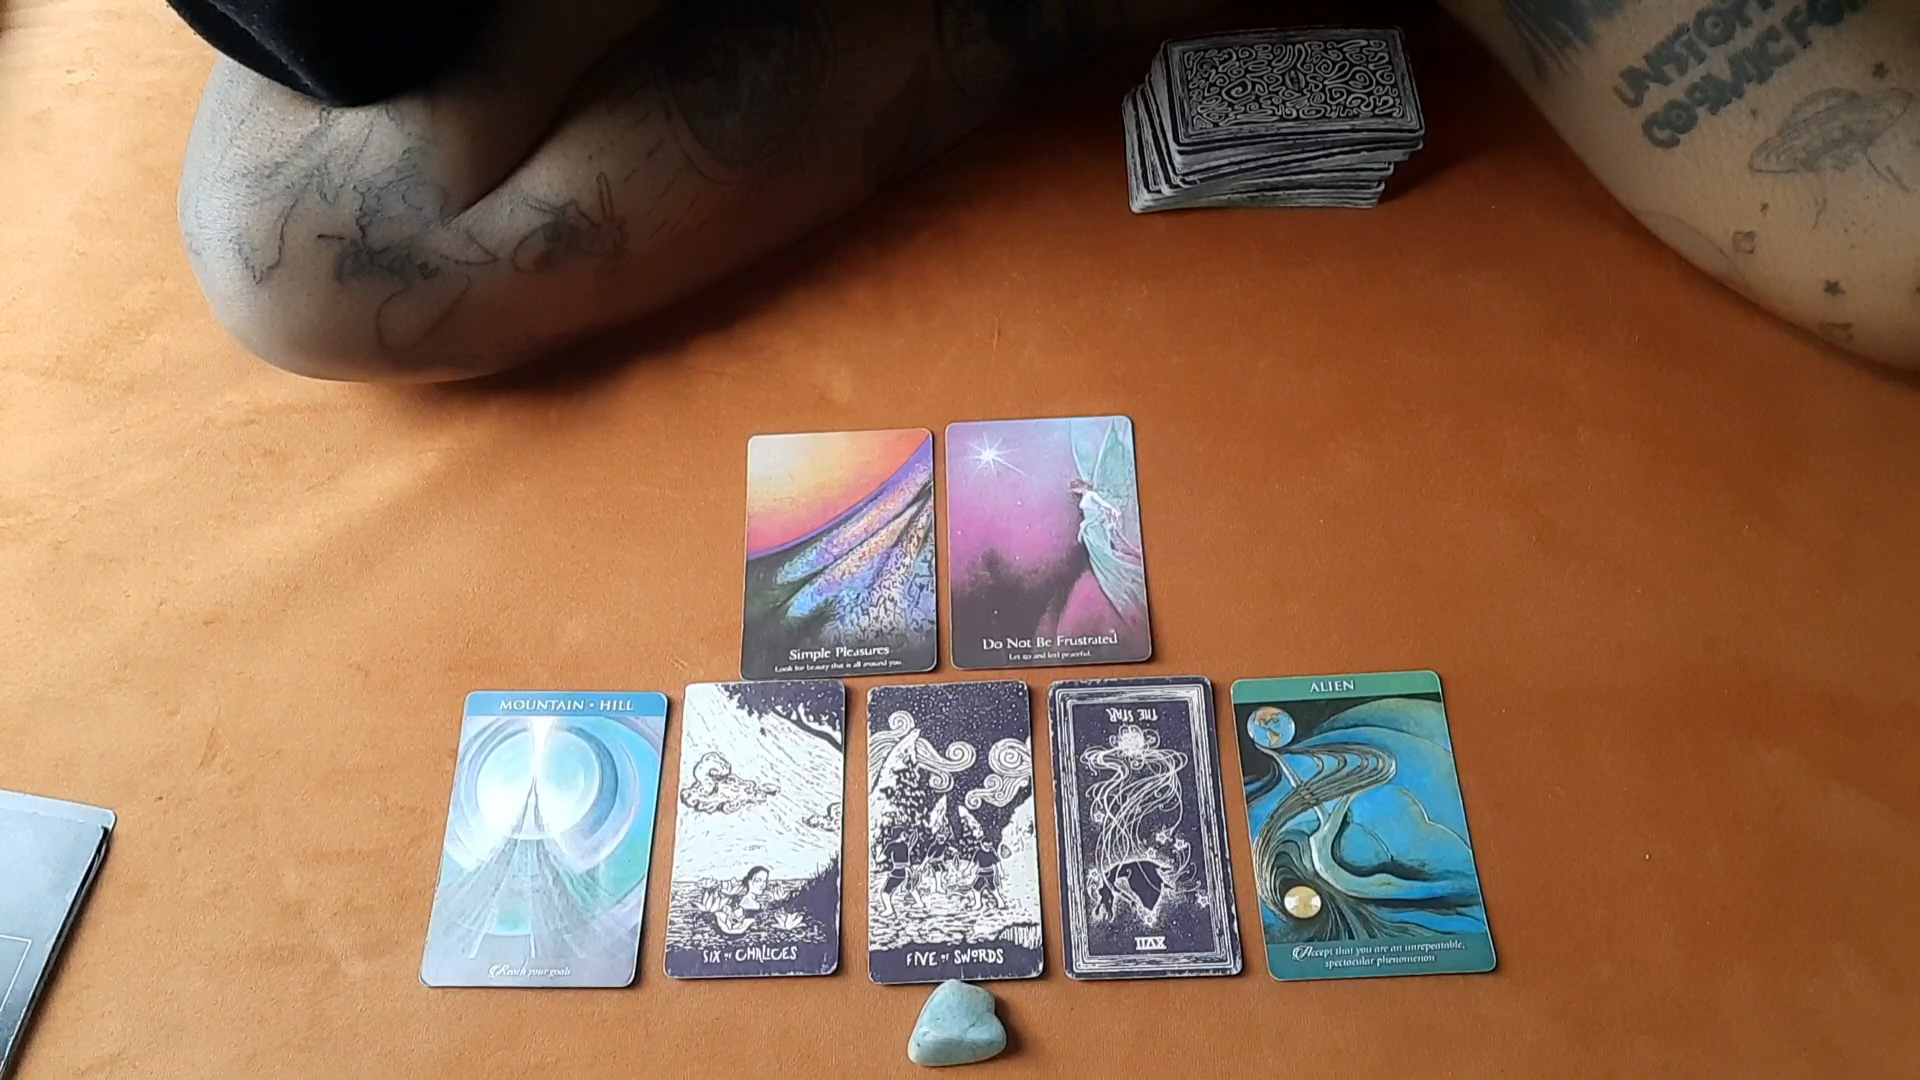 Simple Pleasures
Look for beauty that is all around you
Do Not Be Frustrated
Let go and feel peaceful.
MOUNTAIN • HILL
Reach your goals
SIX OF CHALICES
FIVE OF SWORDS
THE STAR
XVII
ALIEN
Accept that you are an unrepeatable,
spectacular phenomenon
COSMIC